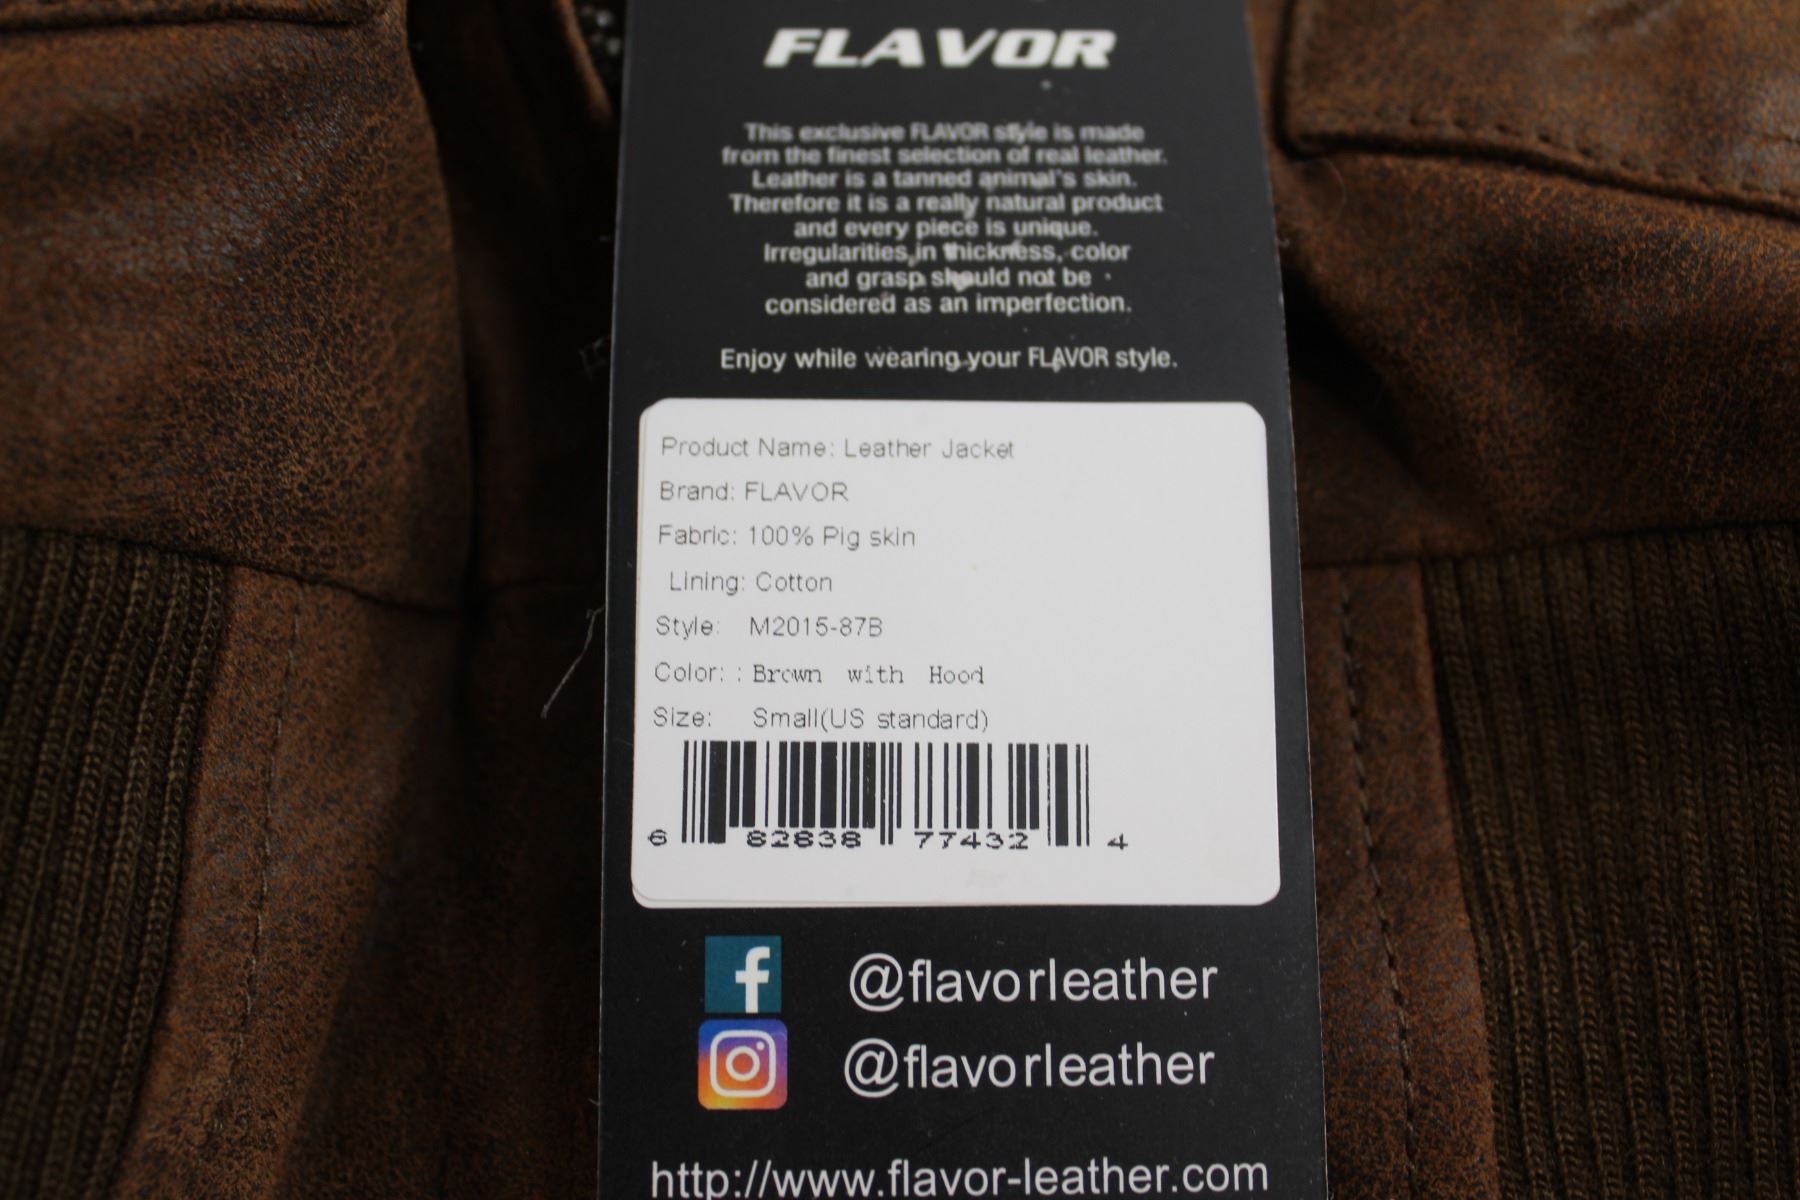 FLAVOR
This exclusive FLAVOR style is made
from the finest selection of real leather.
Leather is a tanned animal's skin.
Therefore it is a really natural product
and every piece is unique.
Irregularities in thickness, color
and grasp should not be
considered as an imperfection.
Enjoy while wearing your FLAVOR style.
Product Name: Leather Jacket
Brand: FLAVOR
Fabric: 100% Pig skin
Lining: Cotton
Style: M2015-87B
Color: : Brown with Hood
Size: Small(US standard)
6 82838 77432 4
@flavorleather
@flavorleather
http://www.flavor-leather.com